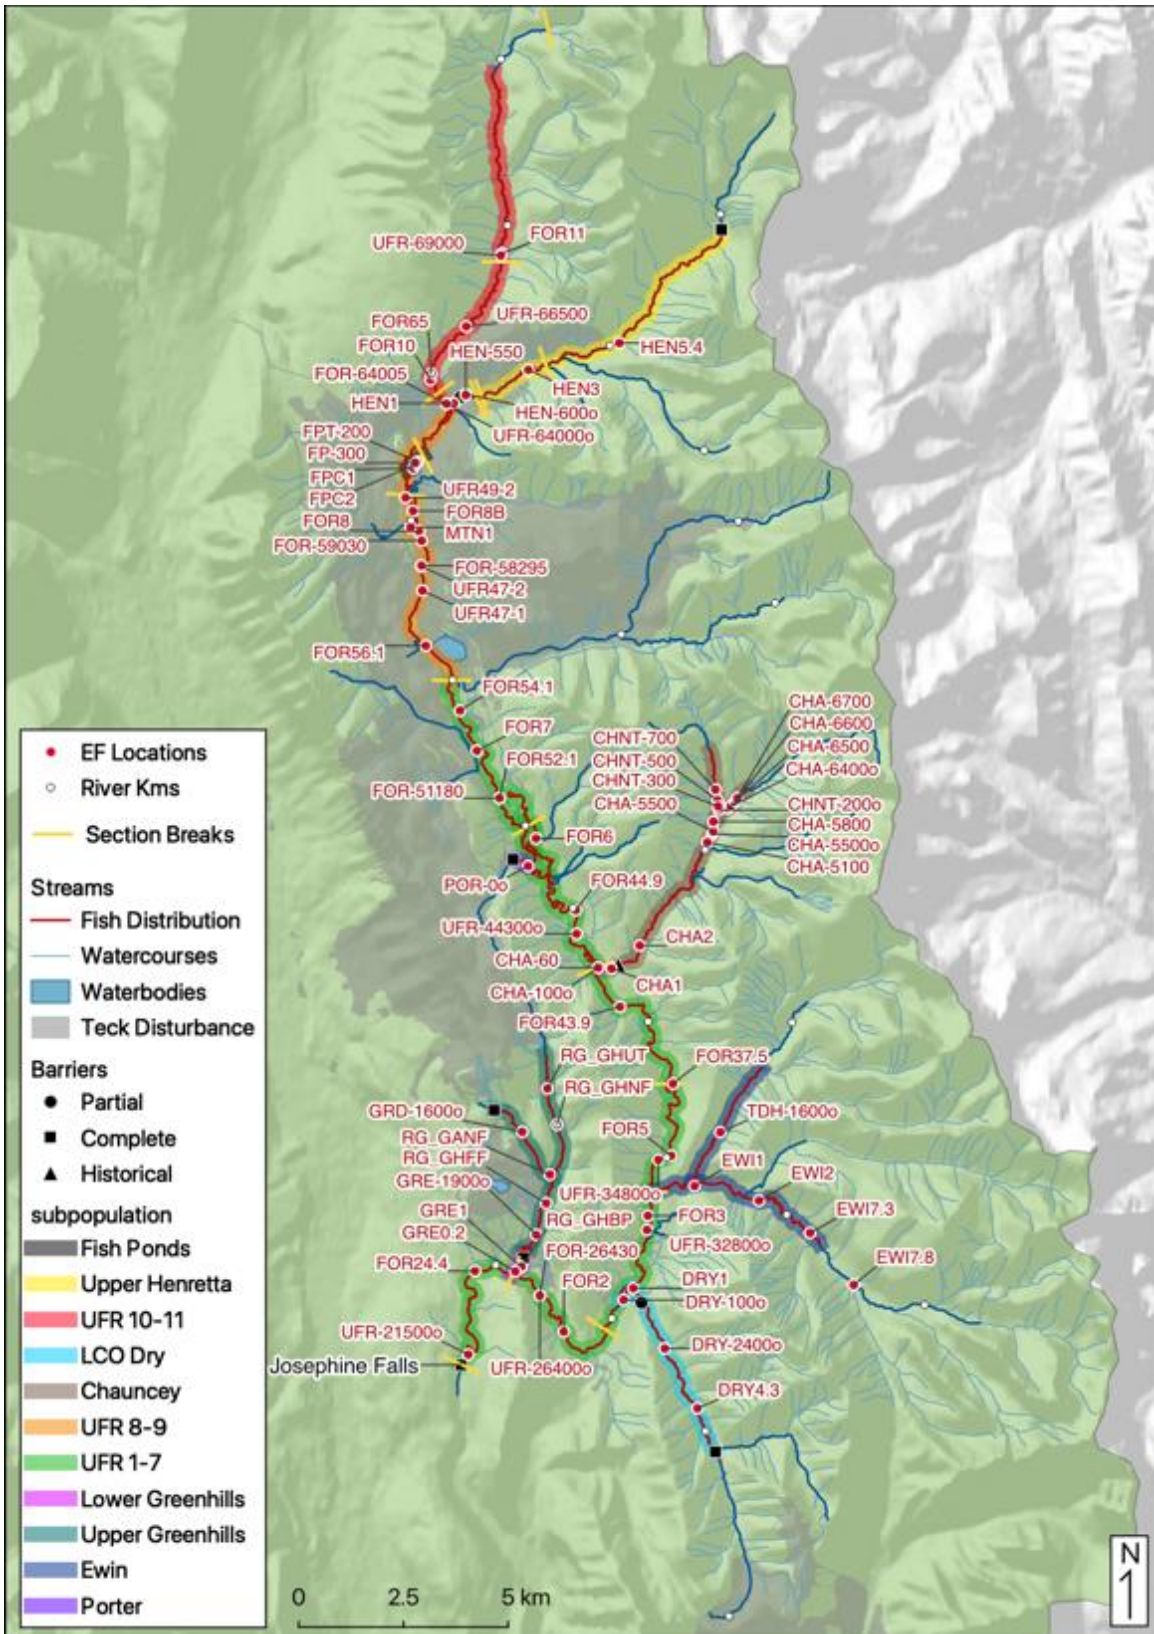 UFR-69000
FOR11
FOR65
UFR-66500
FOR10
HEN-550
HEN5.4
FOR-64005
HEN3
HEN1
HEN-600o
FPT-200
UFR-64000o
FP-300
FPC1
UFR49-2
FPC2
FOR8B
FOR8
MTN1
FOR-59030
FOR-58295
UFR47-2
UFR47-1
FOR56.1
FOR54.1
CHA-6700
FOR7
CHNT-700
CHA-6600
FOR52.1
CHNT-500
CHA-6500
CHNT-300
CHA-6400o
FOR-51180
CHA-5500
CHNT-200o
CHA-5800
FOR6
CHA-5500o
CHA-5100
POR-0o
FOR44.9
UFR-44300o
CHA2
CHA-60
CHA1
CHA-100o
FOR43.9
RG_GHUT
FOR37.5
RG_GHNF
GRD-1600o
TDH-1600o
RG_GANF
FOR5
RG_GHFF
EWI1
GRE-1900o
UFR-34800o
EWI2
GRE1
RG_GHBP
FOR3
EWI7.3
GRE0.2
FOR-26430
UFR-32800o
FOR24.4
EWI7.8
FOR2
DRY1
DRY-100o
UFR-21500o
DRY-2400o
Josephine Falls
UFR-26400o
DRY4.3
EF Locations
River Kms
Section Breaks
Streams
Fish Distribution
Watercourses
Waterbodies
Teck Disturbance
Barriers
Partial
Complete
Historical
subpopulation
Fish Ponds
Upper Henretta
UFR 10-11
LCO Dry
Chauncey
UFR 8-9
UFR 1-7
Lower Greenhills
Upper Greenhills
Ewin
Porter
0 2.5 5 km
N